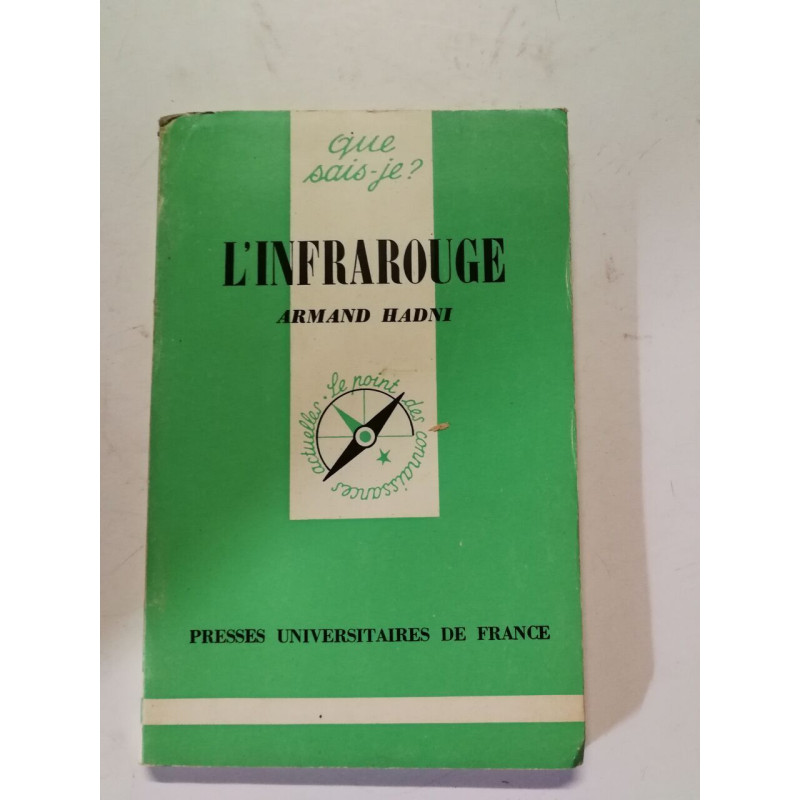 que
sais-je?
L'INFRAROUGE
ARMAND HADNI
Le point des connaissances actuelles.
PRESSES UNIVERSITAIRES DE FRANCE